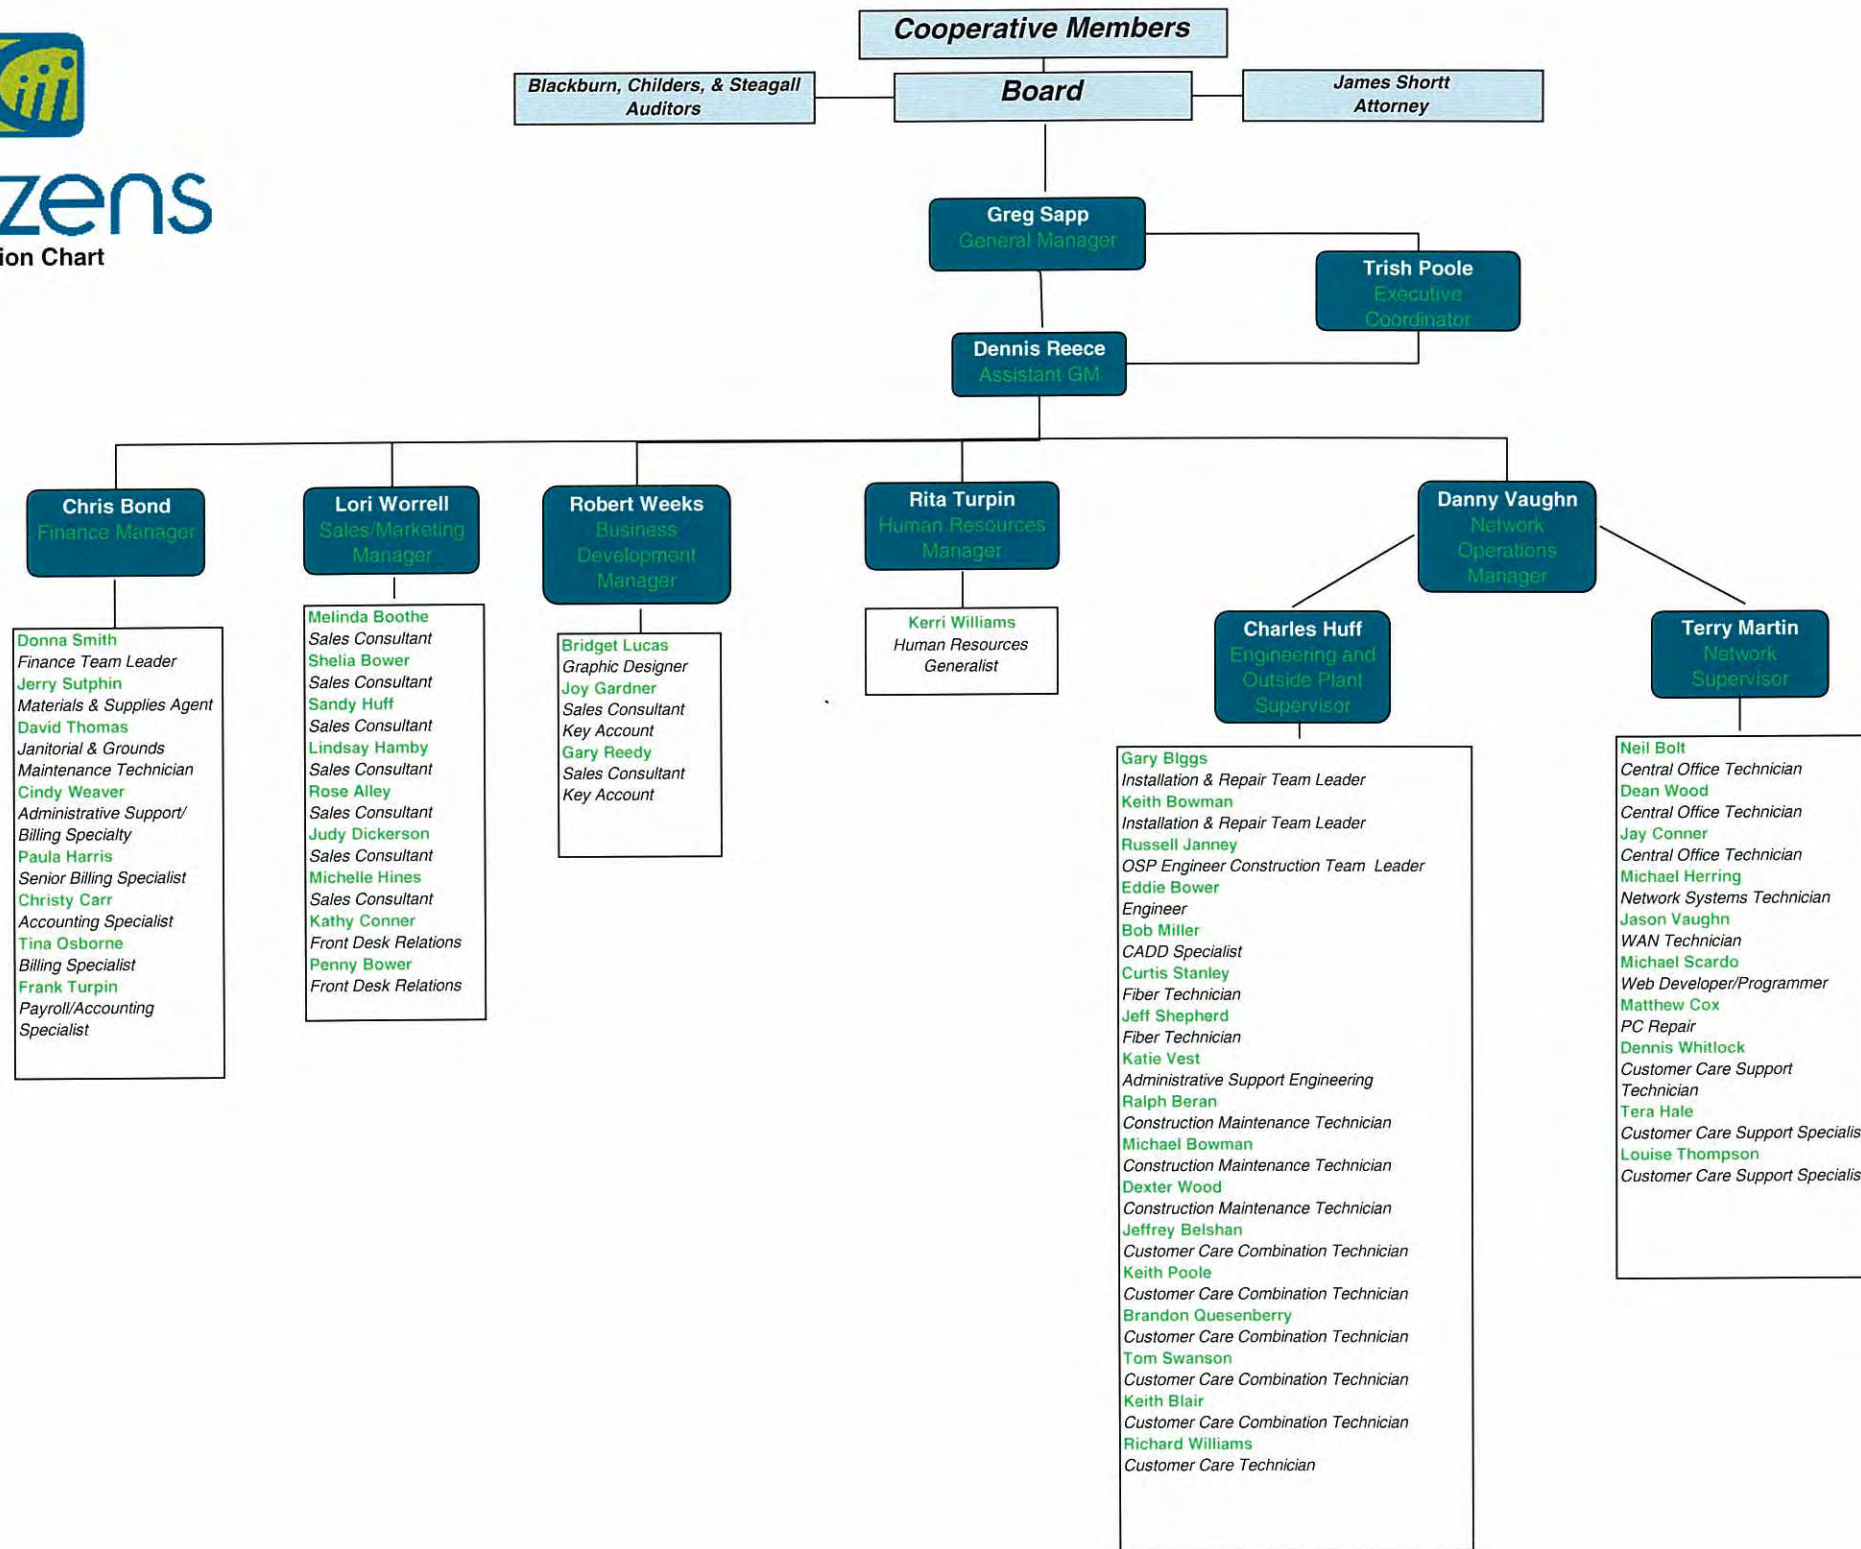 Cooperative Members
Blackburn, Childers, & Steagall
Auditors
Board
James Shortt
Attorney
zens
ion Chart
Greg Sapp
General Manager
Trish Poole
Executive
Coordinator
Dennis Reece
Assistant GM
Chris Bond
Finance Manager
Lori Worrell
Sales/Marketing
Manager
Robert Weeks
Business
Development
Manager
Rita Turpin
Human Resources
Manager
Danny Vaughn
Network
Operations
Manager
Charles Huff
Engineering and
Outside Plant
Supervisor
Terry Martin
Network
Supervisor
Donna Smith
Finance Team Leader
Jerry Sutphin
Materials & Supplies Agent
David Thomas
Janitorial & Grounds
Maintenance Technician
Cindy Weaver
Administrative Support/
Billing Specialty
Paula Harris
Senior Billing Specialist
Christy Carr
Accounting Specialist
Tina Osborne
Billing Specialist
Frank Turpin
Payroll/Accounting
Specialist
Melinda Boothe
Sales Consultant
Shelia Bower
Sales Consultant
Sandy Huff
Sales Consultant
Lindsay Hamby
Sales Consultant
Rose Alley
Sales Consultant
Judy Dickerson
Sales Consultant
Michelle Hines
Sales Consultant
Kathy Conner
Front Desk Relations
Penny Bower
Front Desk Relations
Bridget Lucas
Graphic Designer
Joy Gardner
Sales Consultant
Key Account
Gary Reedy
Sales Consultant
Key Account
Kerri Williams
Human Resources
Generalist
Gary BIggs
Installation & Repair Team Leader
Keith Bowman
Installation & Repair Team Leader
Russell Janney
OSP Engineer Construction Team Leader
Eddie Bower
Engineer
Bob Miller
CADD Specialist
Curtis Stanley
Fiber Technician
Jeff Shepherd
Fiber Technician
Katie Vest
Administrative Support Engineering
Ralph Beran
Construction Maintenance Technician
Michael Bowman
Construction Maintenance Technician
Dexter Wood
Construction Maintenance Technician
Jeffrey Belshan
Customer Care Combination Technician
Keith Poole
Customer Care Combination Technician
Brandon Quesenberry
Customer Care Combination Technician
Tom Swanson
Customer Care Combination Technician
Keith Blair
Customer Care Combination Technician
Richard Williams
Customer Care Technician
Neil Bolt
Central Office Technician
Dean Wood
Central Office Technician
Jay Conner
Central Office Technician
Michael Herring
Network Systems Technician
Jason Vaughn
WAN Technician
Michael Scardo
Web Developer/Programmer
Matthew Cox
PC Repair
Dennis Whitlock
Customer Care Support
Technician
Tera Hale
Customer Care Support Specialis
Louise Thompson
Customer Care Support Specialis